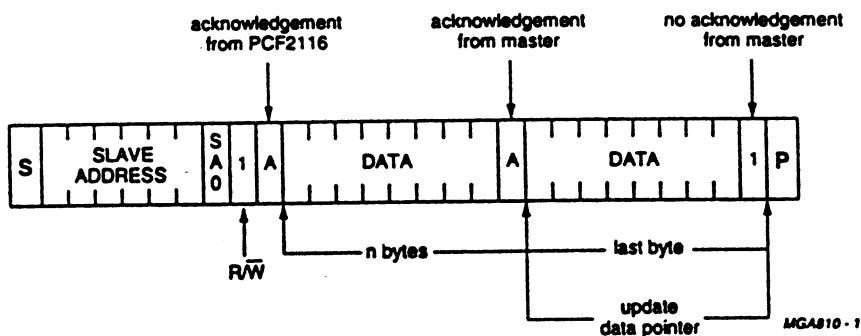 acknowledgement
from PCF2116
acknowledgement
from master
no acknowledgement
from master
S
SLAVE
ADDRESS
S
A
0
1
A
DATA
A
DATA
1
P
R/W̅
n bytes
last byte
update
data pointer
MGA810 - 1